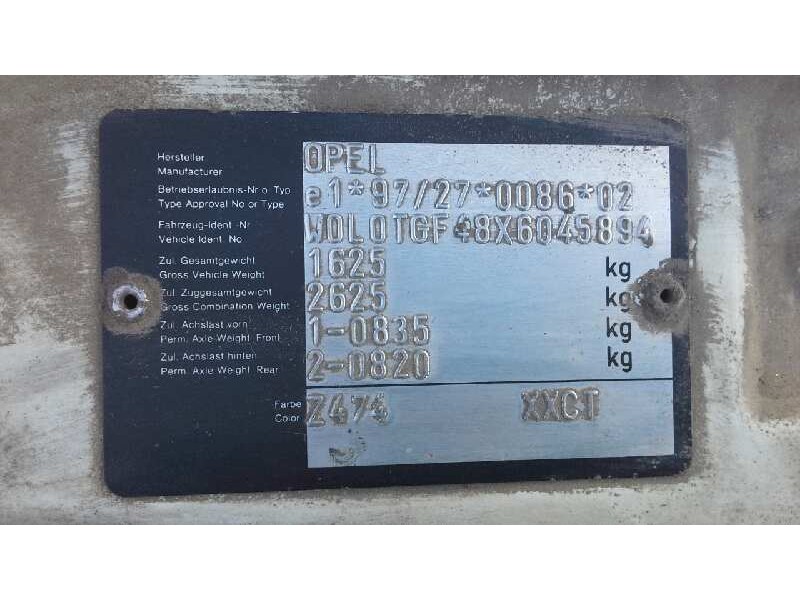 Hersteller
Manufacturer
OPEL
Betriebserlaubnis-Nr o. Typ
Type Approval No or Type
e1*97/27*0086*02
Fahrzeug-Ident.-Nr
Vehicle Ident. No
W0L0TGF48X6045894
Zul. Gesamtgewicht
Gross Vehicle Weight
1625 kg
Zul. Zuggesamtgewicht
Gross Combination Weight
2625 kg
Zul. Achslast vorn
Perm. Axle-Weight, Front
1-0835 kg
Zul. Achslast hinten
Perm. Axle Weight, Rear
2-0820 kg
Farbe
Color
Z474 XXCT